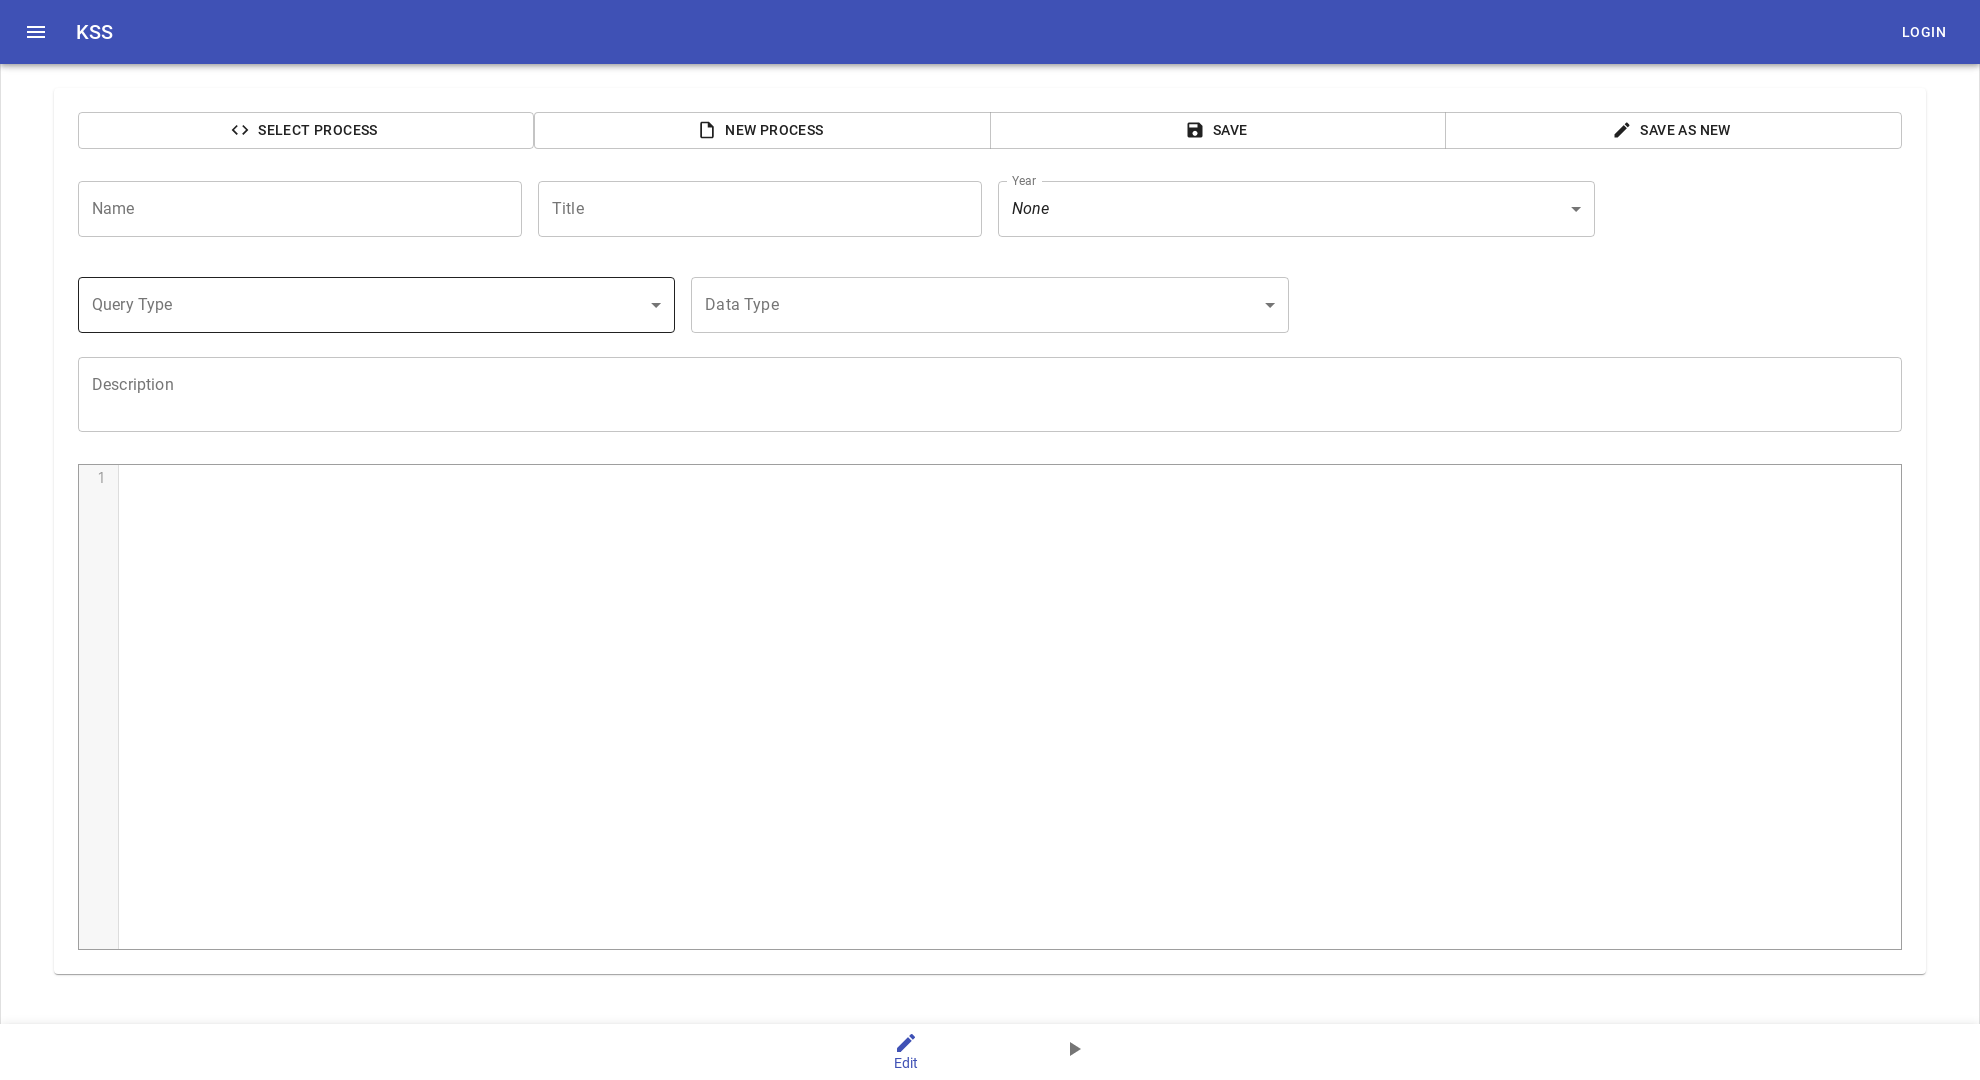 KSS
LOGIN
SELECT PROCESS
NEW PROCESS
SAVE
SAVE AS NEW
Name
Title
Year
None
Query Type
Data Type
Description
1
Edit